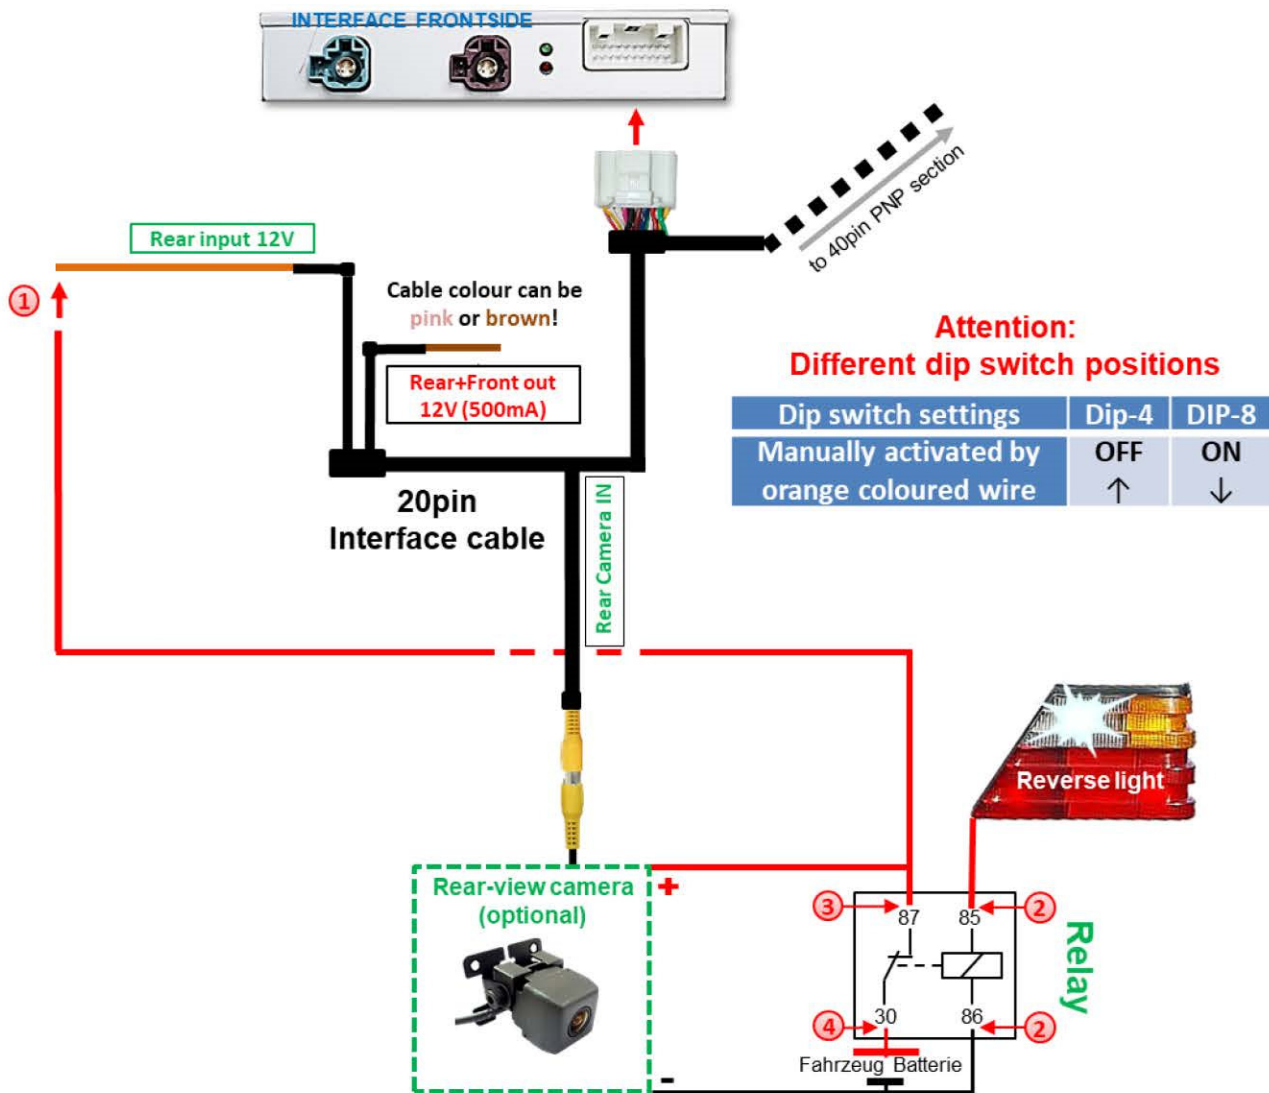 INTERFACE FRONTSIDE
to 40pin PNP section
Rear input 12V
1
Cable colour can be
pink or brown!
Rear+Front out
12V (500mA)
Attention:
Different dip switch positions
Dip switch settings Dip-4 DIP-8
Manually activated by OFF ON
orange coloured wire ↑ ↓
20pin
Interface cable
Rear Camera IN
Reverse light
Rear-view camera
(optional)
+
-
3
87
85
2
Relay
4
30
86
2
Fahrzeug Batterie